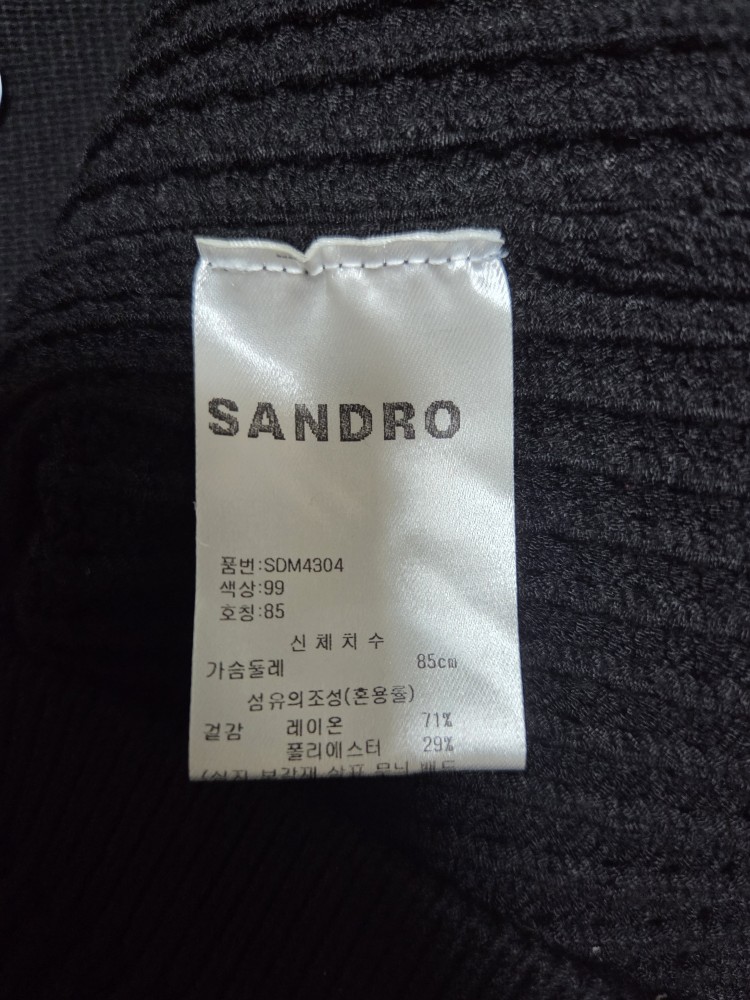 SANDRO
품번:SDM4304
색상:99
호칭:85
신체치수
가슴둘레 85cm
섬유의조성(혼용률)
겉감 레이온 71%
폴리에스터 29%